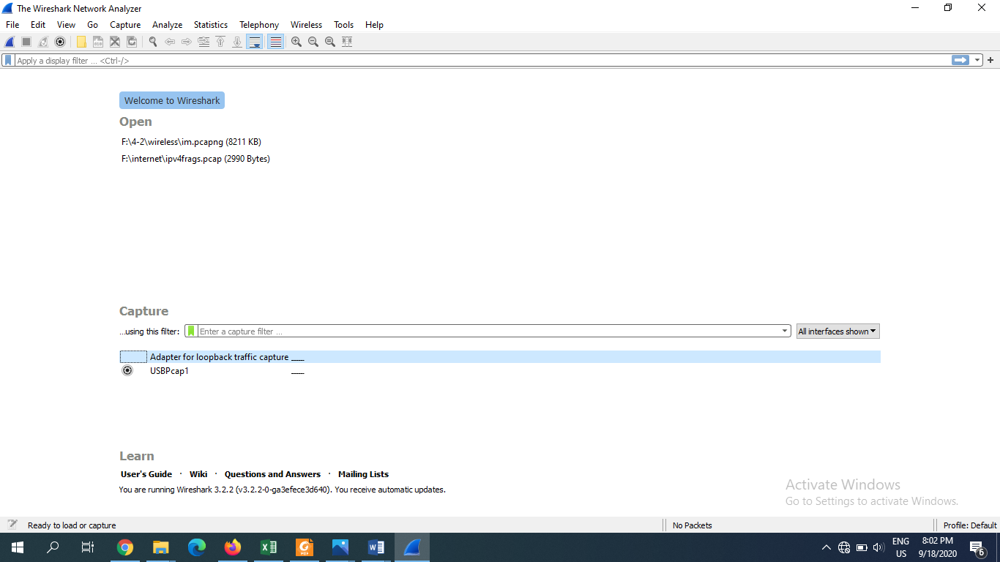 The Wireshark Network Analyzer
File Edit View Go Capture Analyze Statistics Telephony Wireless Tools Help
Apply a display filter ... <Ctrl-/>
Welcome to Wireshark
Open
F:\4-2\wireless\im.pcapng (8211 KB)
F:\internet\ipv4frags.pcap (2990 Bytes)
Capture
...using this filter: Enter a capture filter ... All interfaces shown
Adapter for loopback traffic capture
USBPcap1
Learn
User's Guide · Wiki · Questions and Answers · Mailing Lists
You are running Wireshark 3.2.2 (v3.2.2-0-ga3efece3d640). You receive automatic updates.
Activate Windows
Go to Settings to activate Windows.
Ready to load or capture No Packets Profile: Default
ENG 8:02 PM
US 9/18/2020 6